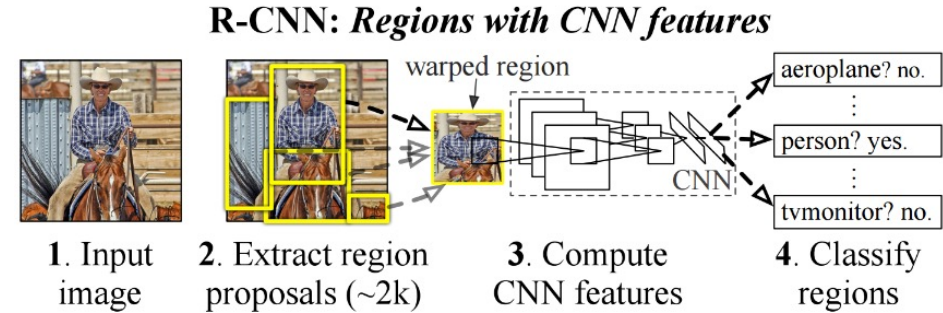 R-CNN: Regions with CNN features
warped region
aeroplane? no.
person? yes.
tvmonitor? no.
CNN
1. Input
image
2. Extract region
proposals (~2k)
3. Compute
CNN features
4. Classify
regions